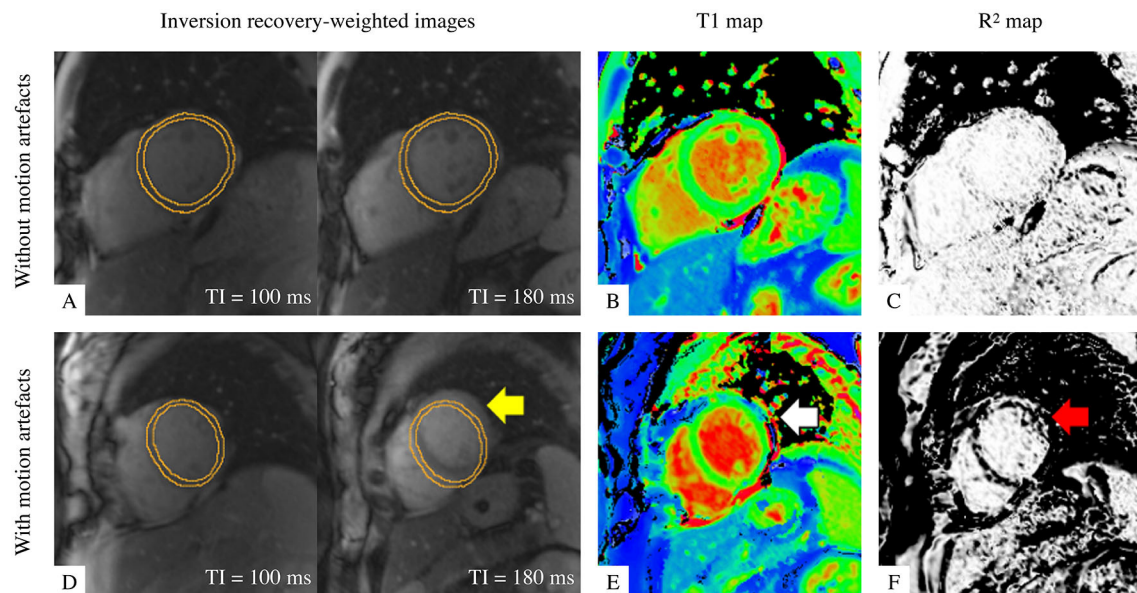 Inversion recovery-weighted images
T1 map
R² map
Without motion artefacts
A
TI = 100 ms
TI = 180 ms
B
C
With motion artefacts
D
TI = 100 ms
TI = 180 ms
E
F